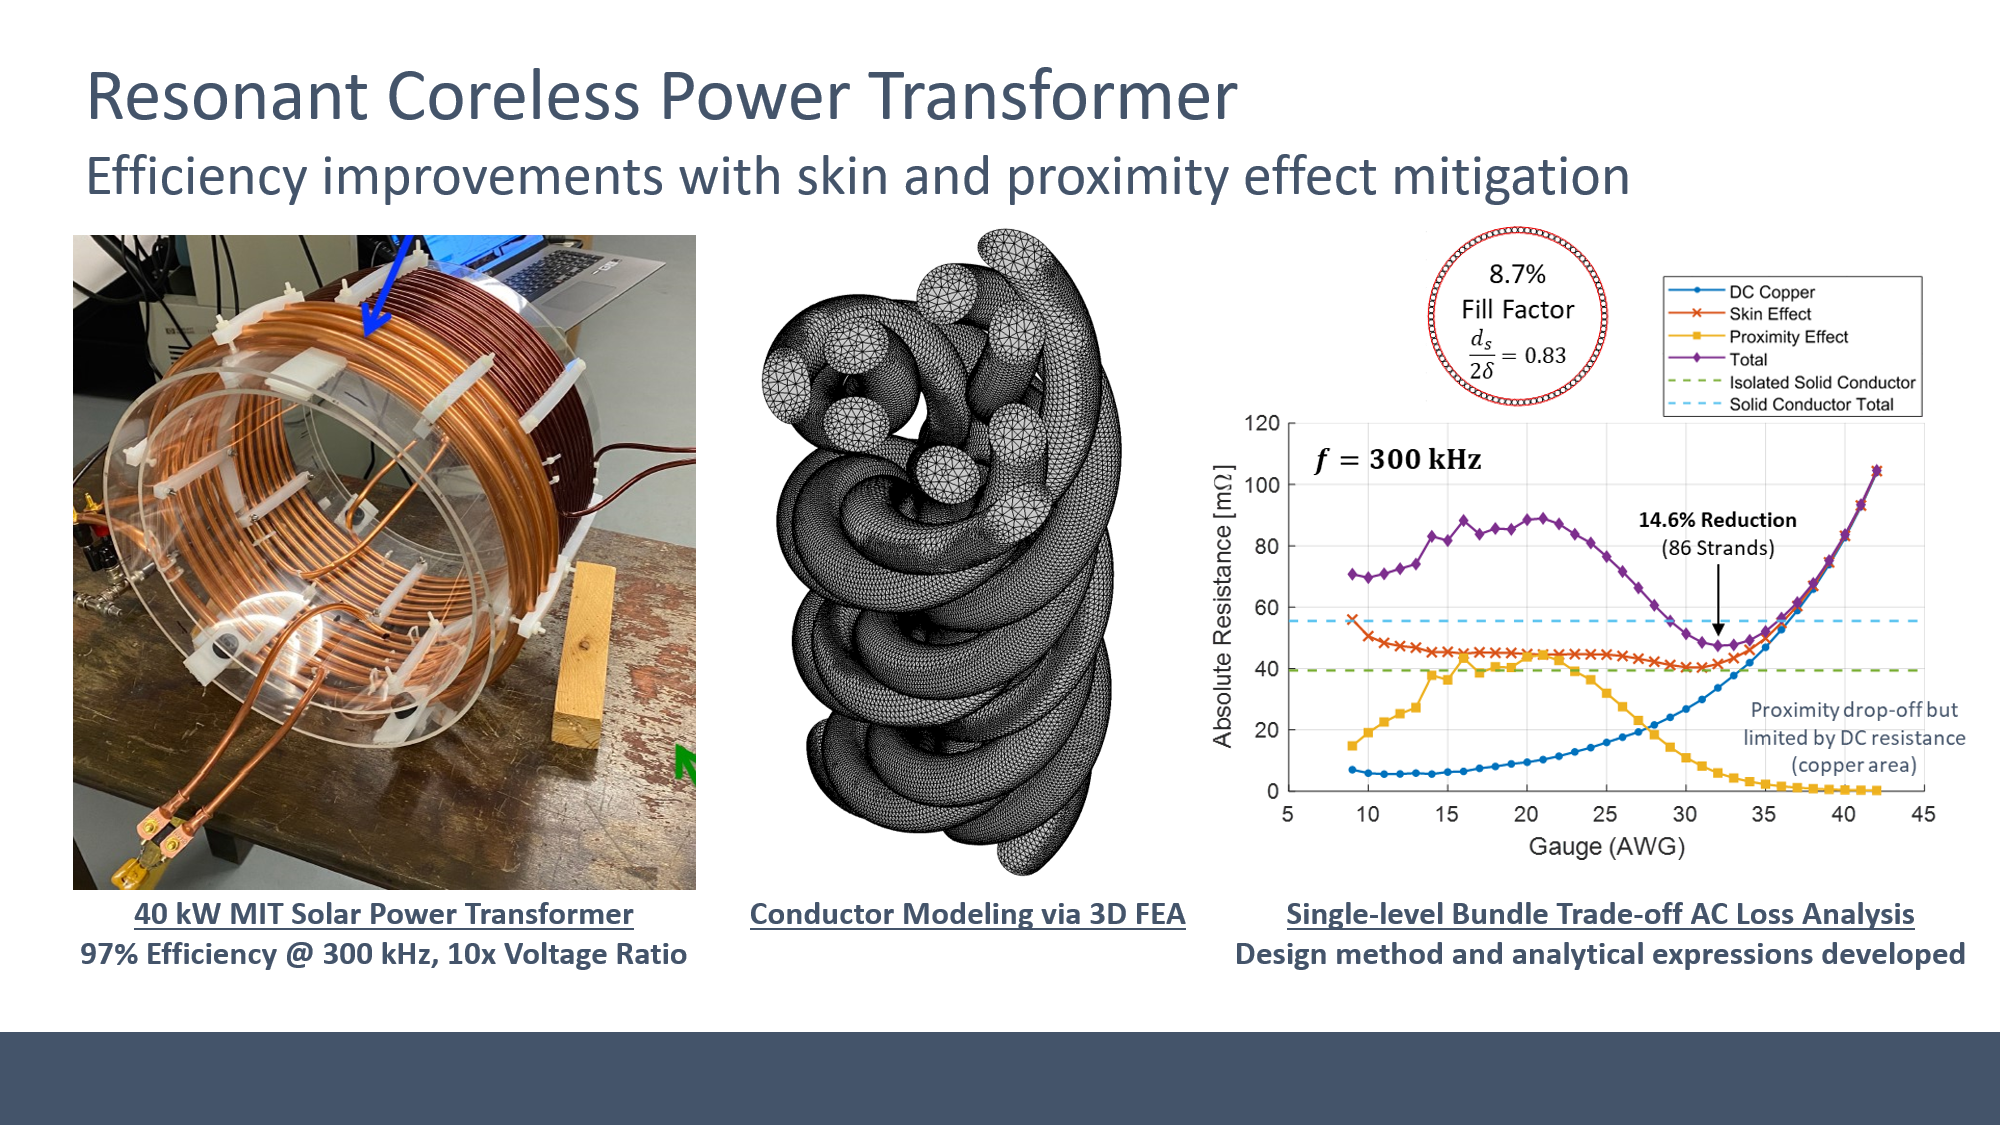 Resonant Coreless Power Transformer
Efficiency improvements with skin and proximity effect mitigation
8.7%
Fill Factor
d_s/2δ = 0.83
DC Copper
Skin Effect
Proximity Effect
Total
Isolated Solid Conductor
Solid Conductor Total
f = 300 kHz
14.6% Reduction
(86 Strands)
Proximity drop-off but
limited by DC resistance
(copper area)
Absolute Resistance [mΩ]
120
100
80
60
40
20
0
5 10 15 20 25 30 35 40 45
Gauge (AWG)
40 kW MIT Solar Power Transformer
97% Efficiency @ 300 kHz, 10x Voltage Ratio
Conductor Modeling via 3D FEA
Single-level Bundle Trade-off AC Loss Analysis
Design method and analytical expressions developed